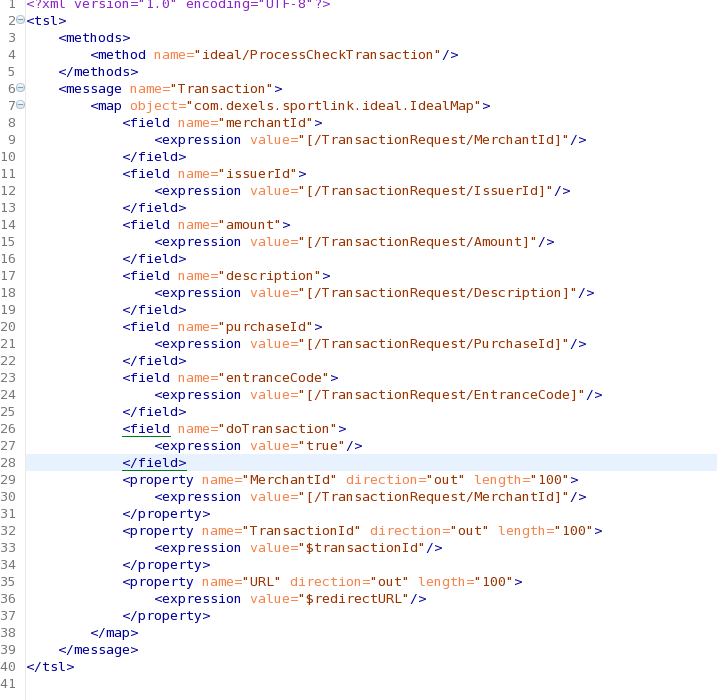 1 <?xml version="1.0" encoding="UTF-8"?>
2 <tsl>
3     <methods>
4         <method name="ideal/ProcessCheckTransaction"/>
5     </methods>
6     <message name="Transaction">
7         <map object="com.dexels.sportlink.ideal.IdealMap">
8             <field name="merchantId">
9                 <expression value="[/TransactionRequest/MerchantId]"/>
10             </field>
11             <field name="issuerId">
12                 <expression value="[/TransactionRequest/IssuerId]"/>
13             </field>
14             <field name="amount">
15                 <expression value="[/TransactionRequest/Amount]"/>
16             </field>
17             <field name="description">
18                 <expression value="[/TransactionRequest/Description]"/>
19             </field>
20             <field name="purchaseId">
21                 <expression value="[/TransactionRequest/PurchaseId]"/>
22             </field>
23             <field name="entranceCode">
24                 <expression value="[/TransactionRequest/EntranceCode]"/>
25             </field>
26             <field name="doTransaction">
27                 <expression value="true"/>
28             </field>
29             <property name="MerchantId" direction="out" length="100">
30                 <expression value="[/TransactionRequest/MerchantId]"/>
31             </property>
32             <property name="TransactionId" direction="out" length="100">
33                 <expression value="$transactionId"/>
34             </property>
35             <property name="URL" direction="out" length="100">
36                 <expression value="$redirectURL"/>
37             </property>
38         </map>
39     </message>
40 </tsl>
41